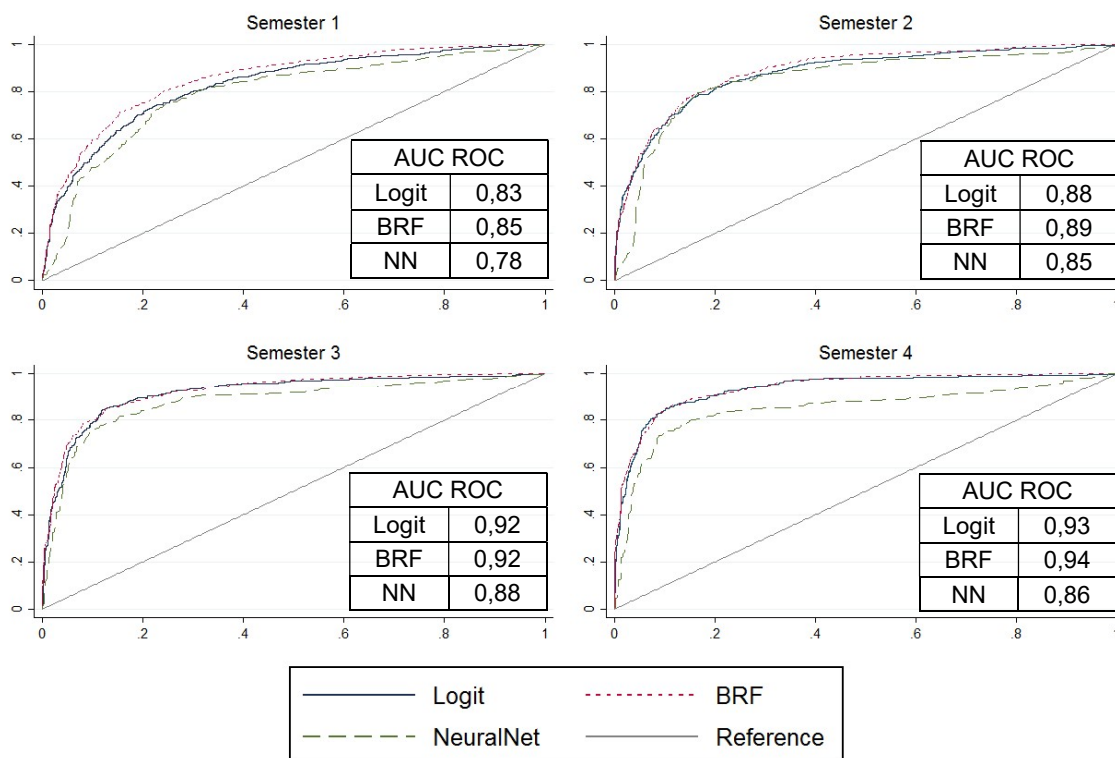 Semester 1
1
.8
.6
.4
.2
0
AUC ROC
Logit 0,83
BRF 0,85
NN 0,78
0 .2 .4 .6 .8 1
Semester 2
1
.8
.6
.4
.2
0
AUC ROC
Logit 0,88
BRF 0,89
NN 0,85
0 .2 .4 .6 .8 1
Semester 3
1
.8
.6
.4
.2
0
AUC ROC
Logit 0,92
BRF 0,92
NN 0,88
0 .2 .4 .6 .8 1
Semester 4
1
.8
.6
.4
.2
0
AUC ROC
Logit 0,93
BRF 0,94
NN 0,86
0 .2 .4 .6 .8 1
Logit BRF
NeuralNet Reference